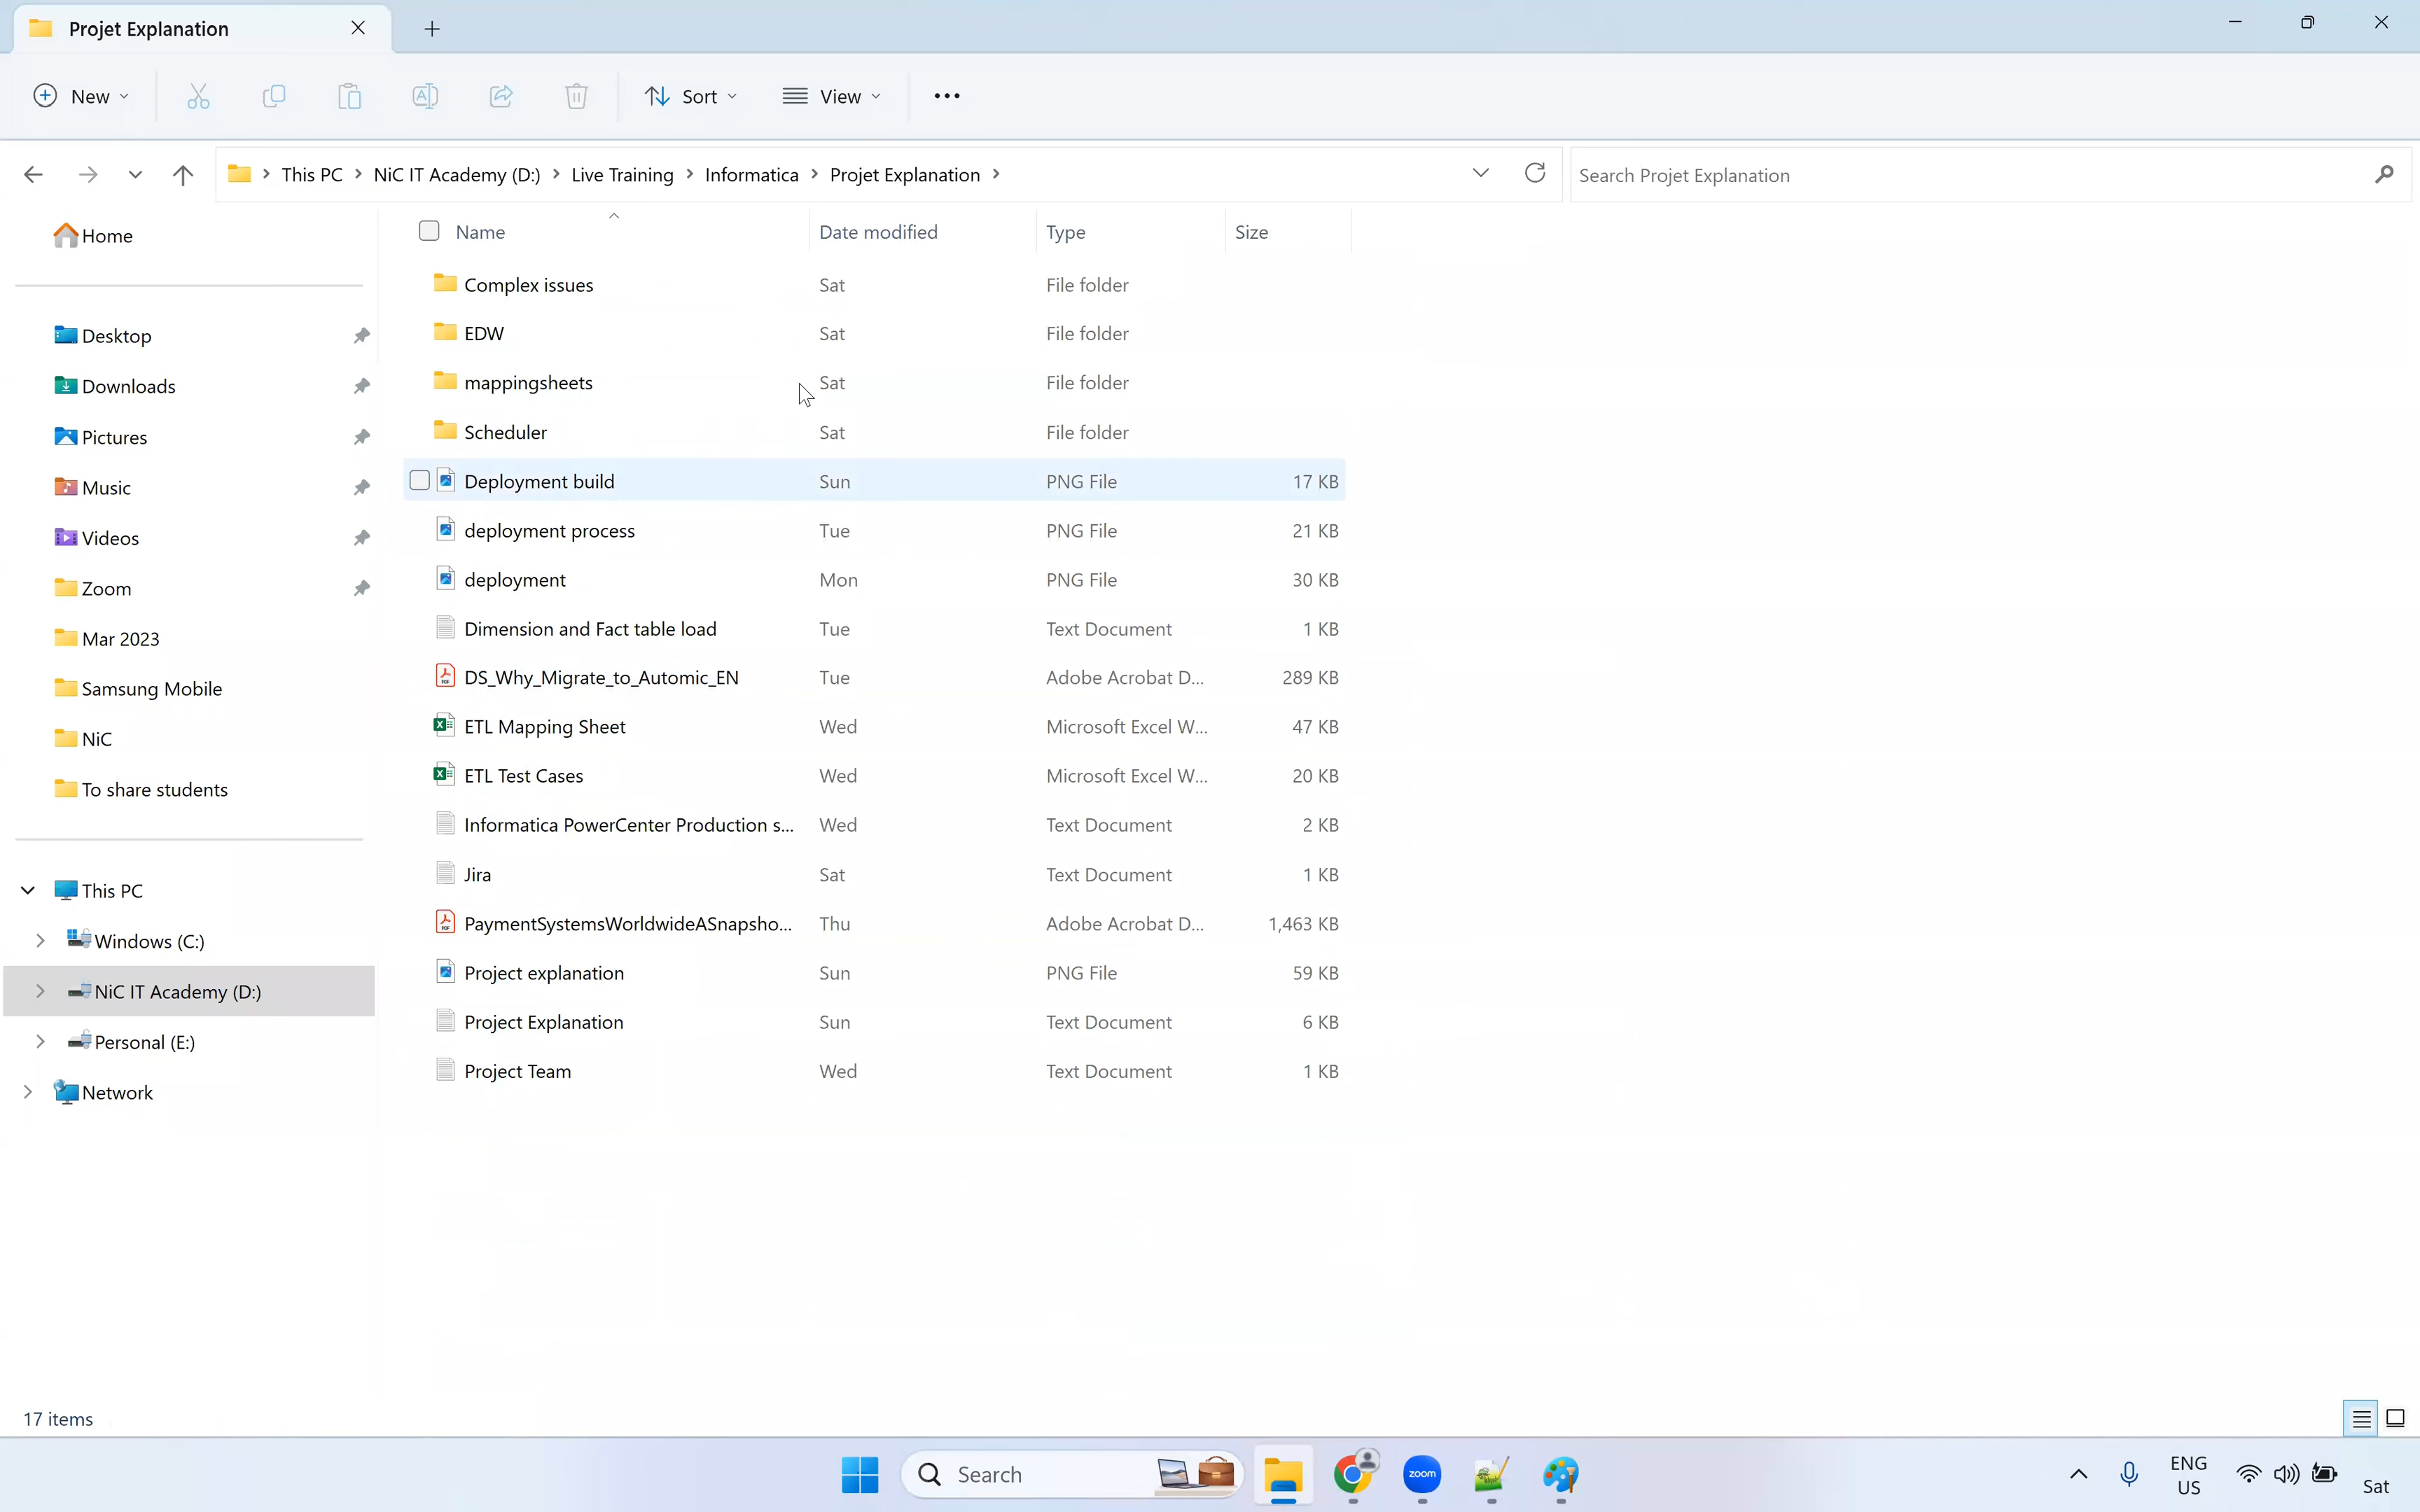 Projet Explanation
New Sort View
This PC NiC IT Academy (D:) Live Training Informatica Projet Explanation Search Projet Explanation
Home
Desktop
Downloads
Pictures
Music
Videos
Zoom
Mar 2023
Samsung Mobile
NiC
To share students
This PC
Windows (C:)
NiC IT Academy (D:)
Personal (E:)
Network
Name Date modified Type Size
Complex issues Sat File folder
EDW Sat File folder
mappingsheets Sat File folder
Scheduler Sat File folder
Deployment build Sun PNG File 17 KB
deployment process Tue PNG File 21 KB
deployment Mon PNG File 30 KB
Dimension and Fact table load Tue Text Document 1 KB
DS_Why_Migrate_to_Automic_EN Tue Adobe Acrobat D... 289 KB
ETL Mapping Sheet Wed Microsoft Excel W... 47 KB
ETL Test Cases Wed Microsoft Excel W... 20 KB
Informatica PowerCenter Production s... Wed Text Document 2 KB
Jira Sat Text Document 1 KB
PaymentSystemsWorldwideASnapsho... Thu Adobe Acrobat D... 1,463 KB
Project explanation Sun PNG File 59 KB
Project Explanation Sun Text Document 6 KB
Project Team Wed Text Document 1 KB
17 items
Search zoom ENG
US Sat